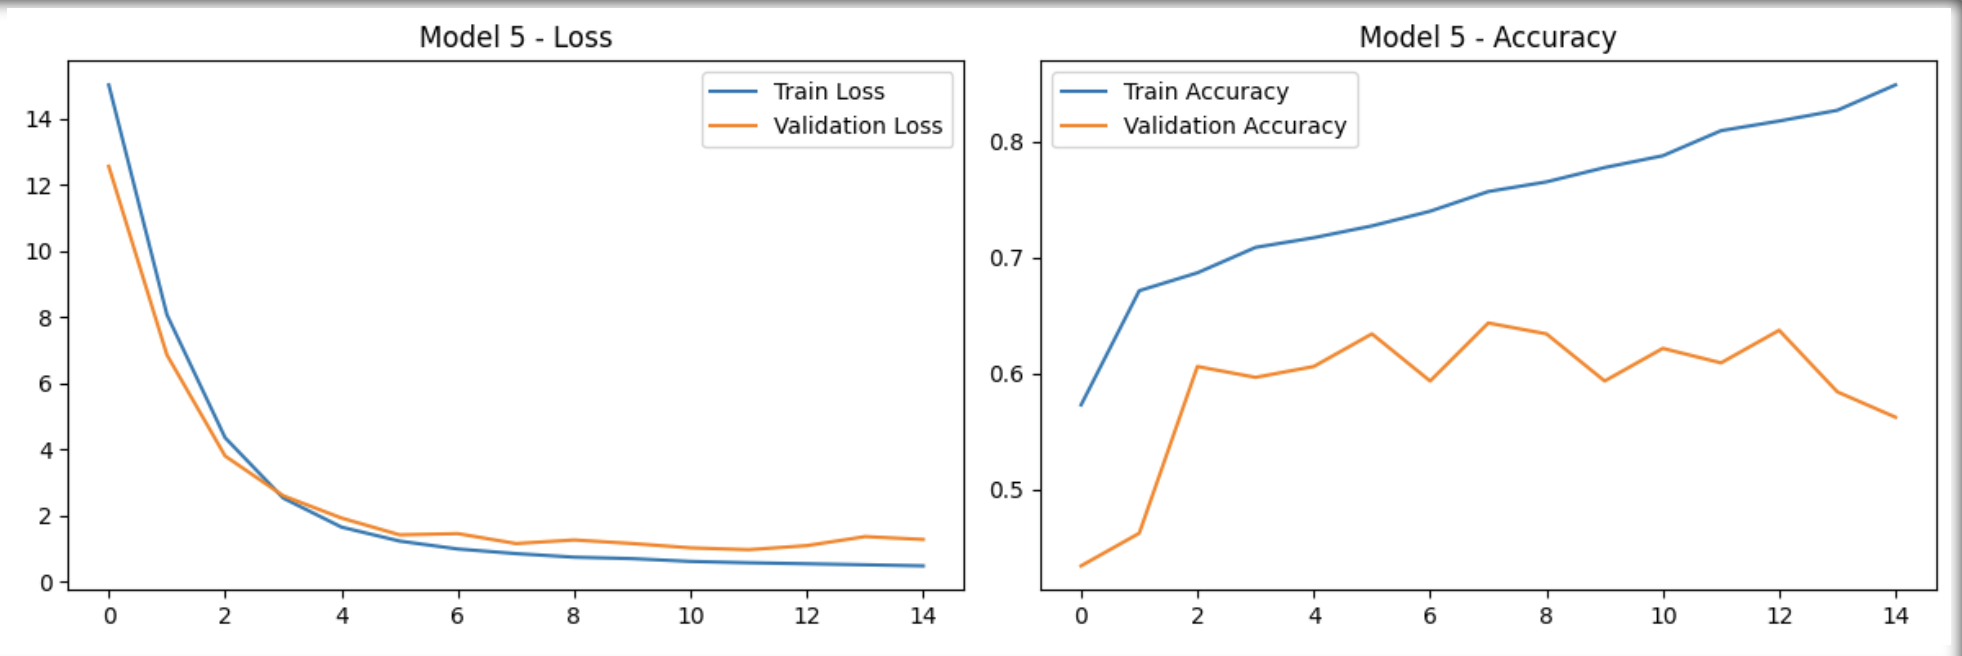 Model 5 - Loss
Train Loss
Validation Loss
14
12
10
8
6
4
2
0
0 2 4 6 8 10 12 14
Model 5 - Accuracy
Train Accuracy
Validation Accuracy
0.8
0.7
0.6
0.5
0 2 4 6 8 10 12 14